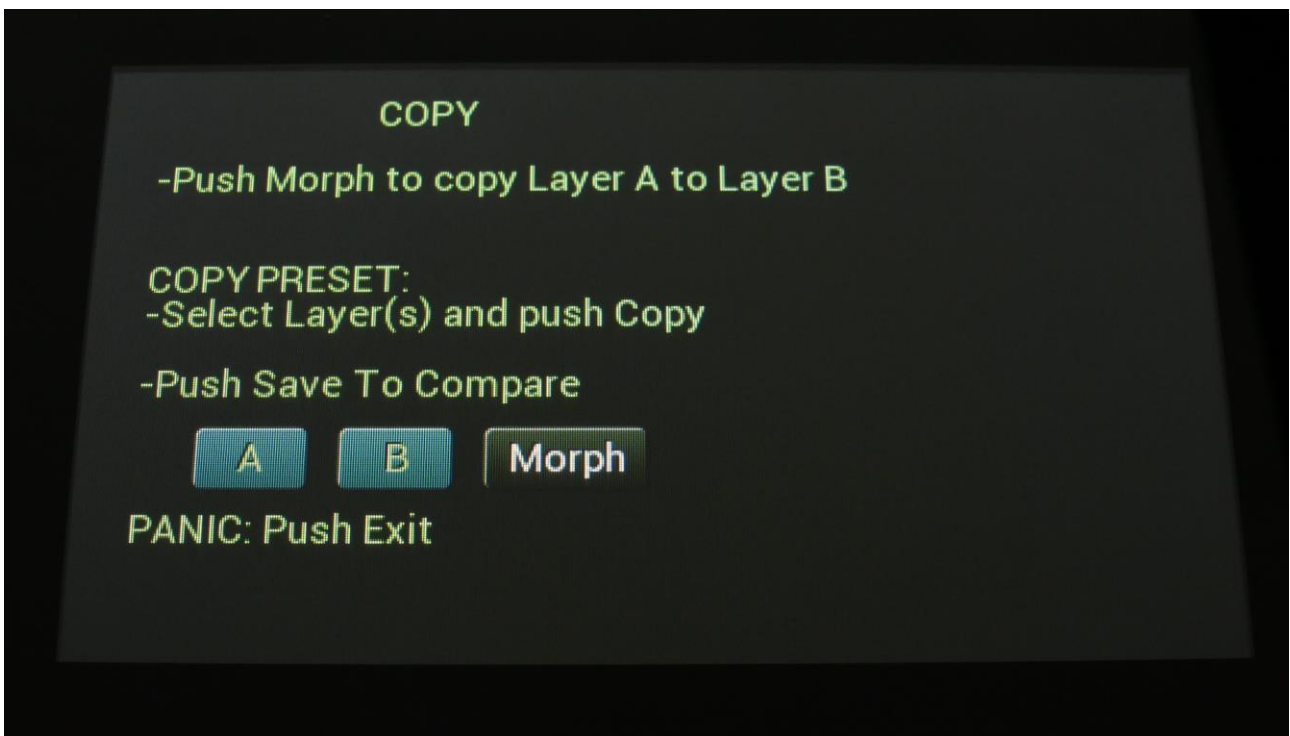 COPY
-Push Morph to copy Layer A to Layer B
COPY PRESET:
-Select Layer(s) and push Copy
-Push Save To Compare
A B Morph
PANIC: Push Exit